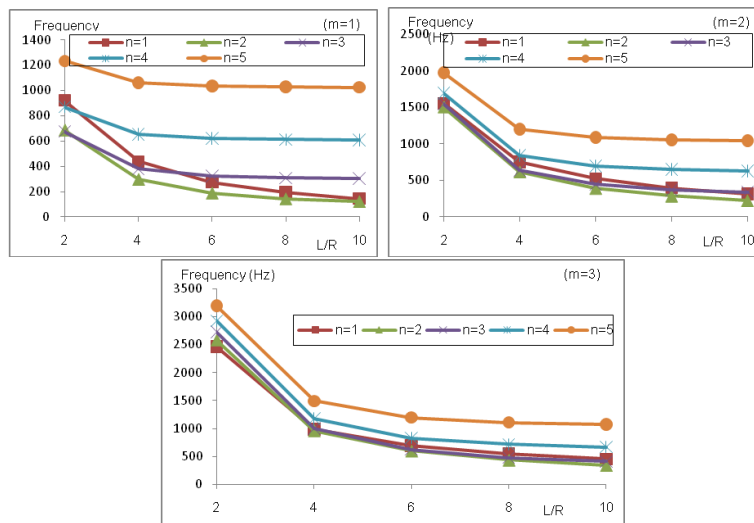 Frequency (m=1)
1400
n=1 n=2 n=3
n=4 n=5
1200
1000
800
600
400
200
0
2 4 6 8 10
L/R
Frequency (m=2)
(Hz)
2500
n=1 n=2 n=3
n=4 n=5
2000
1500
1000
500
0
2 4 6 8 10
L/R
Frequency (Hz) (m=3)
3500
3000
n=1 n=2 n=3 n=4 n=5
2500
2000
1500
1000
500
0
2 4 6 8 10
L/R